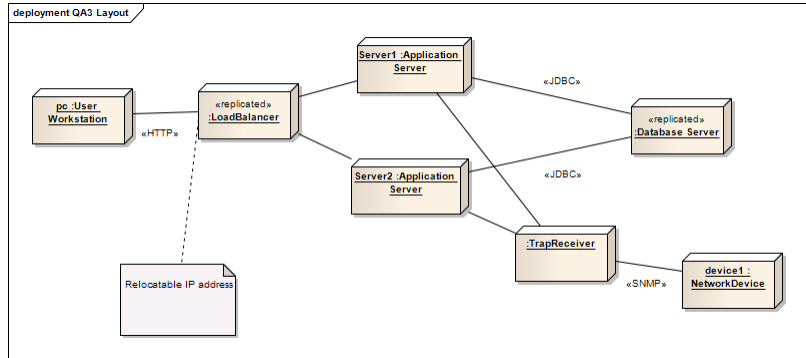 deployment QA3 Layout
Server1 :Application
Server
«JDBC»
pc :User
Workstation
«HTTP»
«replicated»
:LoadBalancer
«replicated»
:Database Server
Server2 :Application
Server
«JDBC»
:TrapReceiver
Relocatable IP address
device1 :
NetworkDevice
«SNMP»